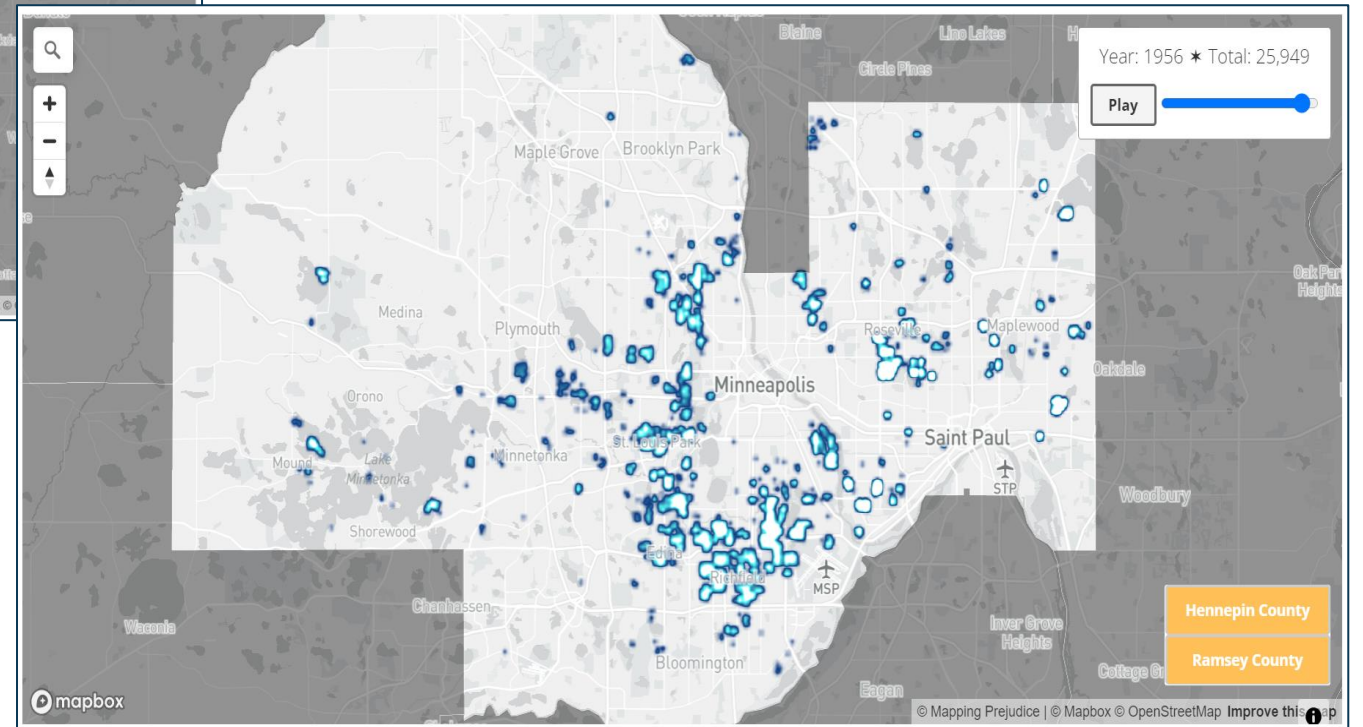 Blaine
Lino Lakes
Circle Pines
Year: 1956 ✶ Total: 25,949
Play
Maple Grove
Brooklyn Park
Oak Par
Heights
Medina
Plymouth
Roseville
Maplewood
Oakdale
Minneapolis
Orono
St. Louis Park
Saint Paul
Mound
Lake
Minnetonka
Minnetonka
STP
Woodbury
Shorewood
Edina
Richfield
MSP
Chanhassen
Waconia
Inver Grove
Heights
Hennepin County
Bloomington
Ramsey County
Cottage Gr
Eagan
mapbox
© Mapping Prejudice | © Mapbox © OpenStreetMap Improve this map